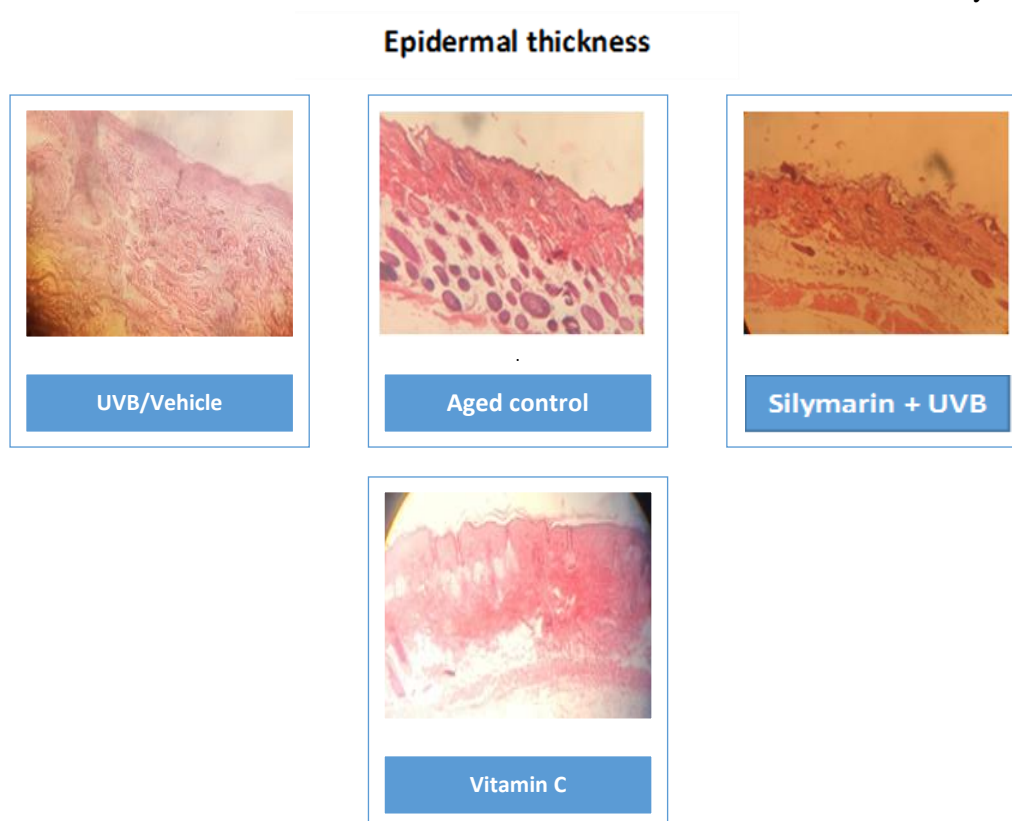 Epidermal thickness
UVB/Vehicle
Aged control
Silymarin + UVB
Vitamin C